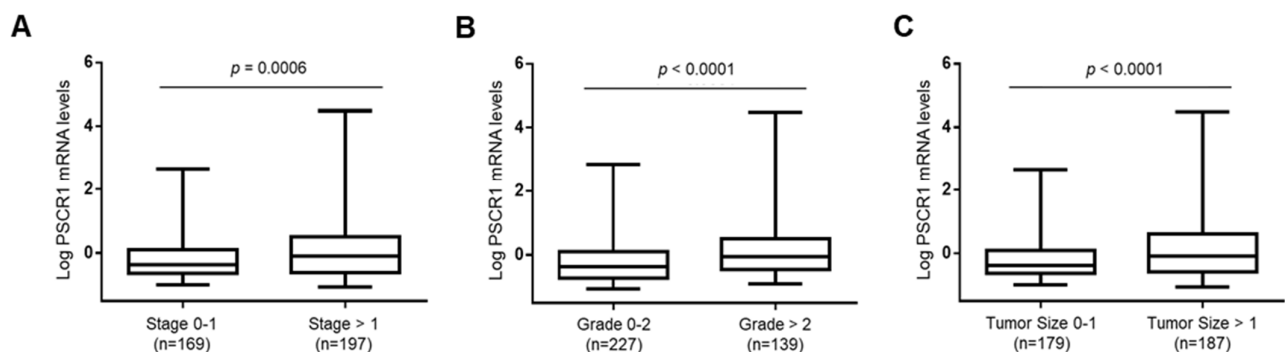 A
Log PSCR1 mRNA levels
6
4
2
0
p = 0.0006
Stage 0-1
(n=169)
Stage > 1
(n=197)
B
Log PSCR1 mRNA levels
6
4
2
0
p < 0.0001
Grade 0-2
(n=227)
Grade > 2
(n=139)
C
Log PSCR1 mRNA levels
6
4
2
0
p < 0.0001
Tumor Size 0-1
(n=179)
Tumor Size > 1
(n=187)